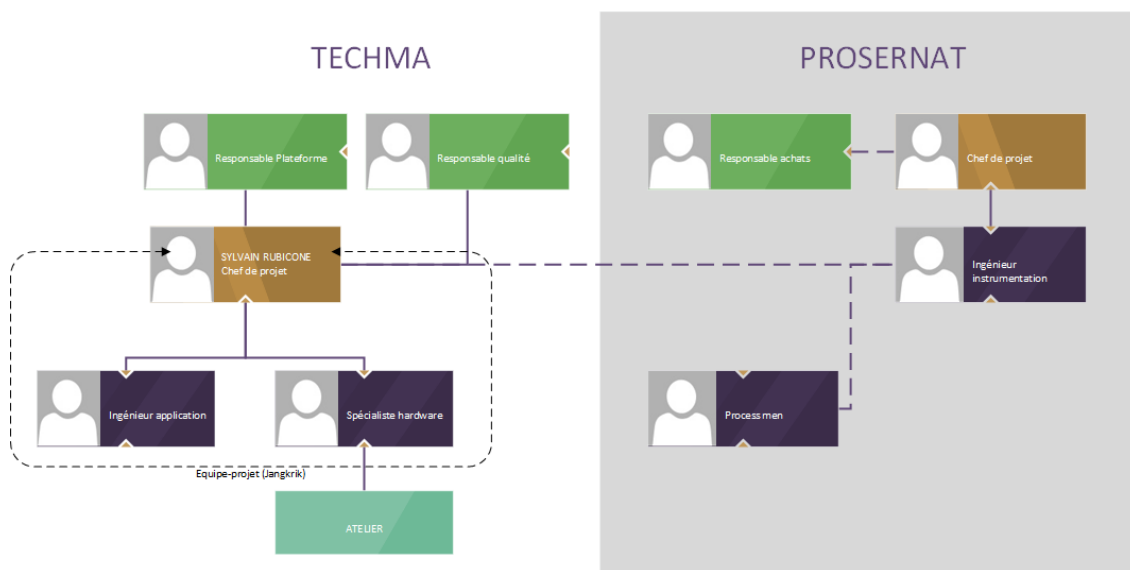 TECHMA
PROSERNAT
Responsable Plateforme
Responsable qualité
Responsable achats
Chef de projet
SYLVAIN RUBICONE
Chef de projet
Ingénieur
instrumentation
Ingénieur application
Spécialiste hardware
Process men
Equipe-projet (Jangkrik)
ATELIER